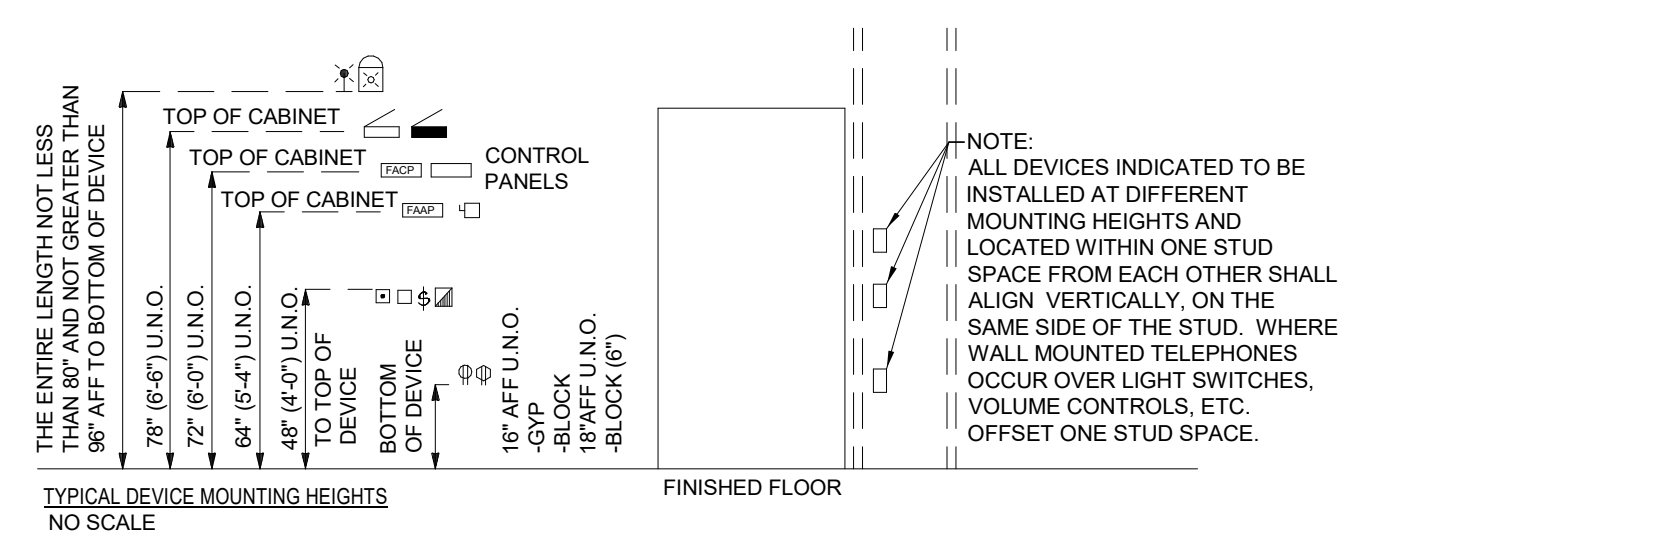 THE ENTIRE LENGTH NOT LESS
THAN 80" AND NOT GREATER THAN
96" AFF TO BOTTOM OF DEVICE
TOP OF CABINET
78" (6'-6") U.N.O.
TOP OF CABINET
72" (6'-0") U.N.O.
FACP
CONTROL
PANELS
TOP OF CABINET
64" (5'-4") U.N.O.
FAAP
48" (4'-0") U.N.O.
TO TOP OF
DEVICE
BOTTOM
OF DEVICE
16" AFF U.N.O.
-GYP
-BLOCK
18"AFF U.N.O.
-BLOCK (6")
NOTE:
ALL DEVICES INDICATED TO BE
INSTALLED AT DIFFERENT
MOUNTING HEIGHTS AND
LOCATED WITHIN ONE STUD
SPACE FROM EACH OTHER SHALL
ALIGN VERTICALLY, ON THE
SAME SIDE OF THE STUD. WHERE
WALL MOUNTED TELEPHONES
OCCUR OVER LIGHT SWITCHES,
VOLUME CONTROLS, ETC.
OFFSET ONE STUD SPACE.
FINISHED FLOOR
TYPICAL DEVICE MOUNTING HEIGHTS
NO SCALE